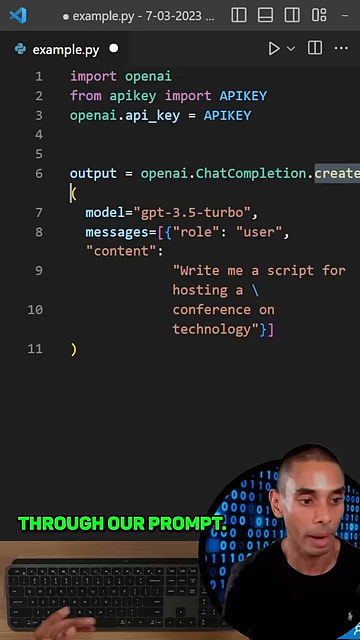 example.py - 7-03-2023 ...
example.py
1 import openai
2 from apikey import APIKEY
3 openai.api_key = APIKEY
4
5
6 output = openai.ChatCompletion.create
(
7 model="gpt-3.5-turbo",
8 messages=[{"role": "user",
"content":
9 "Write me a script for
hosting a \
10 conference on
technology"}]
11 )
THROUGH OUR PROMPT.